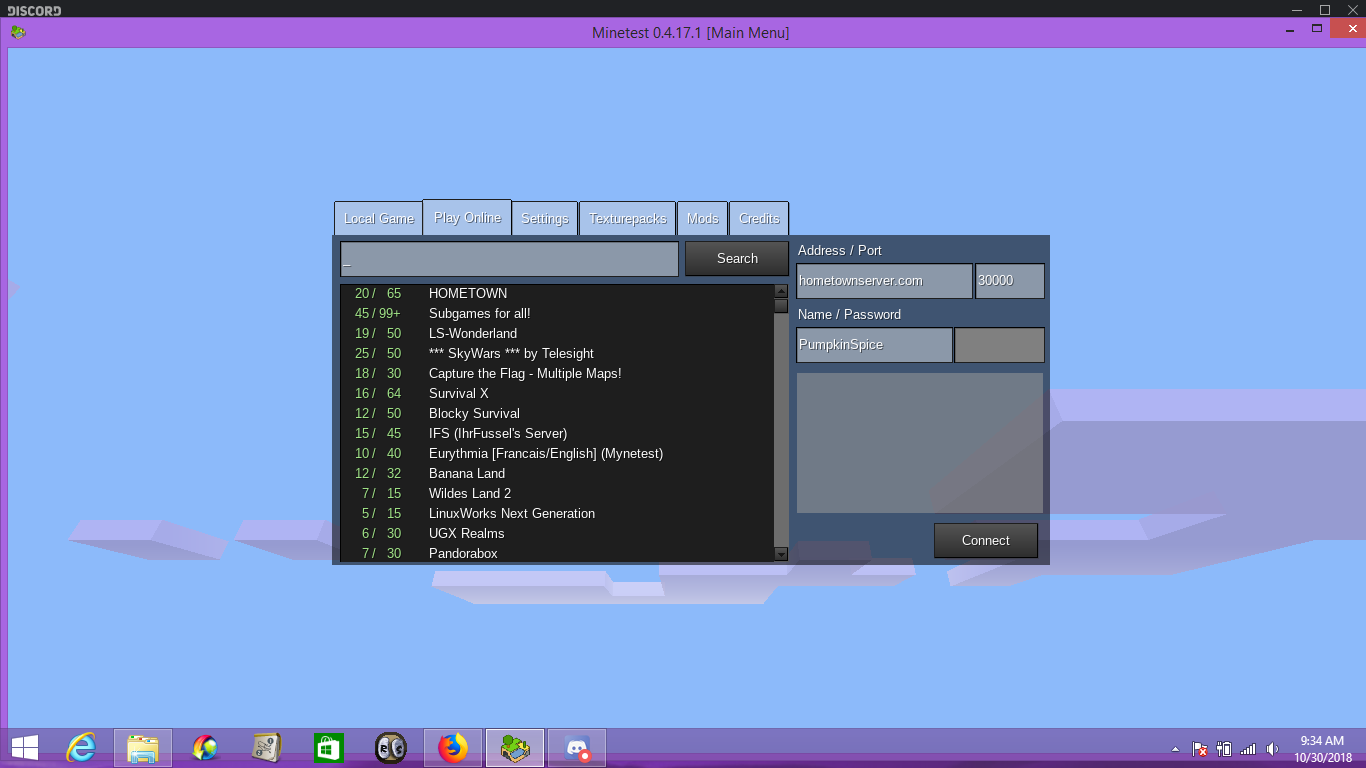 DISCORD
Minetest 0.4.17.1 [Main Menu]
Local Game Play Online Settings Texturepacks Mods Credits
_ Search
20 / 65 HOMETOWN
45 / 99+ Subgames for all!
19 / 50 LS-Wonderland
25 / 50 *** SkyWars *** by Telesight
18 / 30 Capture the Flag - Multiple Maps!
16 / 64 Survival X
12 / 50 Blocky Survival
15 / 45 IFS (IhrFussel's Server)
10 / 40 Eurythmia [Francais/English] (Mynetest)
12 / 32 Banana Land
7 / 15 Wildes Land 2
5 / 15 LinuxWorks Next Generation
6 / 30 UGX Realms
7 / 30 Pandorabox
Address / Port
hometownserver.com 30000
Name / Password
PumpkinSpice
Connect
9:34 AM
10/30/2018